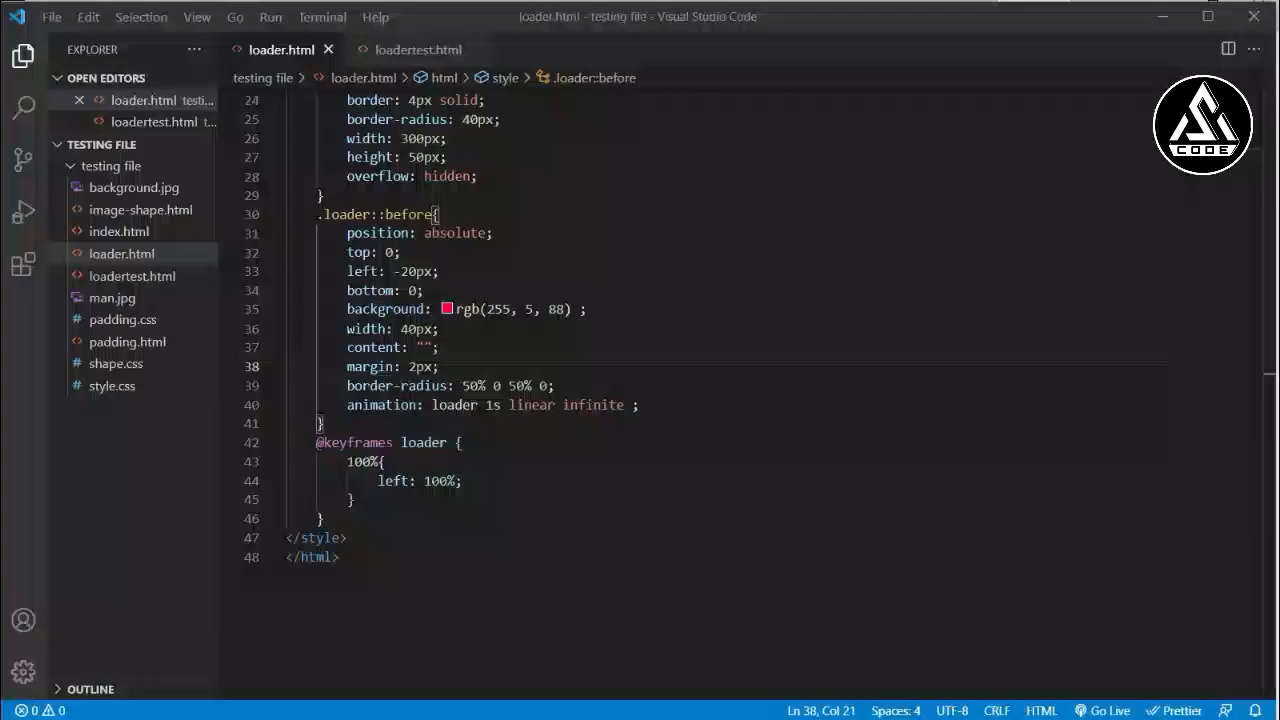 File Edit Selection View Go Run Terminal Help loader.html - testing file - Visual Studio Code
EXPLORER ···
OPEN EDITORS
loader.html testi...
loadertest.html t...
TESTING FILE
testing file
background.jpg
image-shape.html
index.html
loader.html
loadertest.html
man.jpg
padding.css
padding.html
shape.css
style.css
OUTLINE
loader.html loadertest.html
testing file > loader.html > html > style > .loader::before
24 border: 4px solid;
25 border-radius: 40px;
26 width: 300px;
27 height: 50px;
28 overflow: hidden;
29 }
30 .loader::before{
31 position: absolute;
32 top: 0;
33 left: -20px;
34 bottom: 0;
35 background: rgb(255, 5, 88) ;
36 width: 40px;
37 content: "";
38 margin: 2px;
39 border-radius: 50% 0 50% 0;
40 animation: loader 1s linear infinite ;
41 }
42 @keyframes loader {
43 100%{
44 left: 100%;
45 }
46 }
47 </style>
48 </html>
CODE
0 0 Ln 38, Col 21 Spaces: 4 UTF-8 CRLF HTML Go Live Prettier